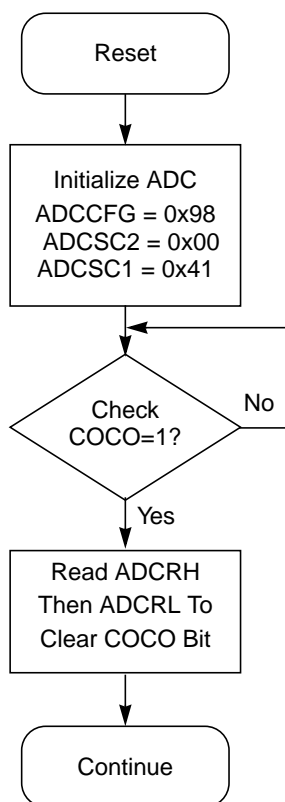 Reset
Initialize ADC
ADCCFG = 0x98
ADCSC2 = 0x00
ADCSC1 = 0x41
Check
COCO=1?
No
Yes
Read ADCRH
Then ADCRL To
Clear COCO Bit
Continue